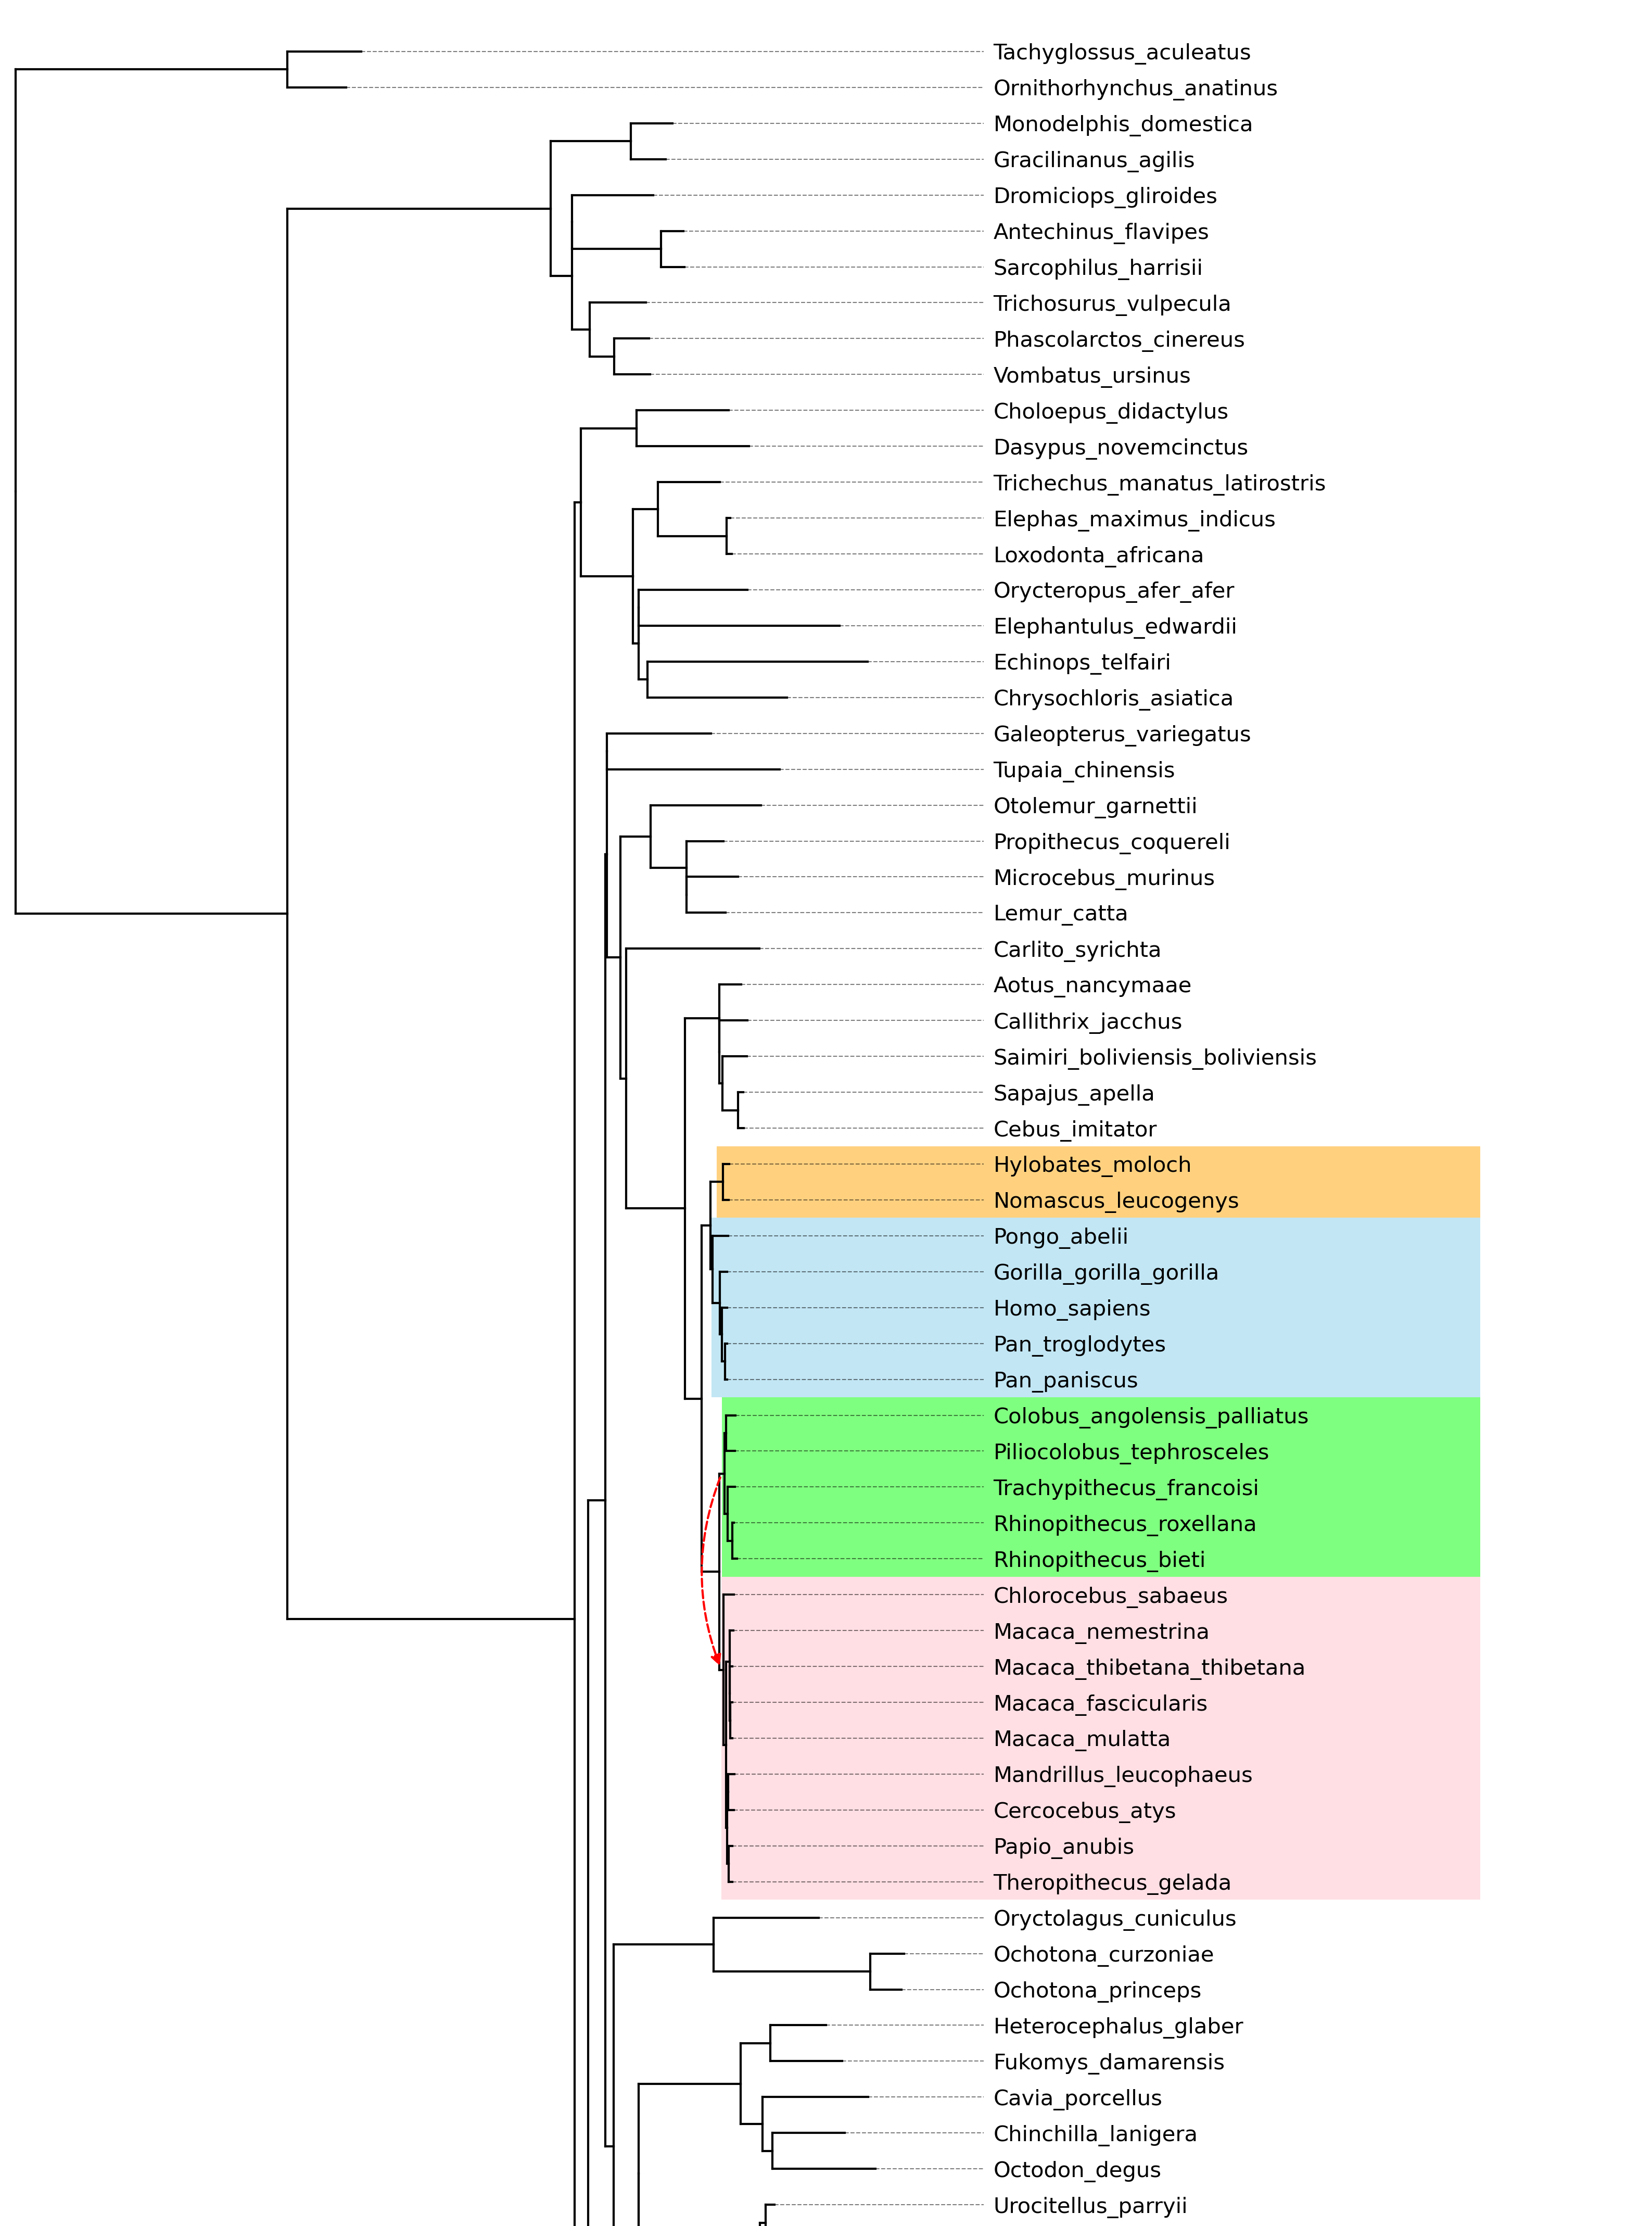 Tachyglossus_aculeatus
Ornithorhynchus_anatinus
Monodelphis_domestica
Gracilinanus_agilis
Dromiciops_gliroides
Antechinus_flavipes
Sarcophilus_harrisii
Trichosurus_vulpecula
Phascolarctos_cinereus
Vombatus_ursinus
Choloepus_didactylus
Dasypus_novemcinctus
Trichechus_manatus_latirostris
Elephas_maximus_indicus
Loxodonta_africana
Orycteropus_afer_afer
Elephantulus_edwardii
Echinops_telfairi
Chrysochloris_asiatica
Galeopterus_variegatus
Tupaia_chinensis
Otolemur_garnettii
Propithecus_coquereli
Microcebus_murinus
Lemur_catta
Carlito_syrichta
Aotus_nancymaae
Callithrix_jacchus
Saimiri_boliviensis_boliviensis
Sapajus_apella
Cebus_imitator
Hylobates_moloch
Nomascus_leucogenys
Pongo_abelii
Gorilla_gorilla_gorilla
Homo_sapiens
Pan_troglodytes
Pan_paniscus
Colobus_angolensis_palliatus
Piliocolobus_tephrosceles
Trachypithecus_francoisi
Rhinopithecus_roxellana
Rhinopithecus_bieti
Chlorocebus_sabaeus
Macaca_nemestrina
Macaca_thibetana_thibetana
Macaca_fascicularis
Macaca_mulatta
Mandrillus_leucophaeus
Cercocebus_atys
Papio_anubis
Theropithecus_gelada
Oryctolagus_cuniculus
Ochotona_curzoniae
Ochotona_princeps
Heterocephalus_glaber
Fukomys_damarensis
Cavia_porcellus
Chinchilla_lanigera
Octodon_degus
Urocitellus_parryii